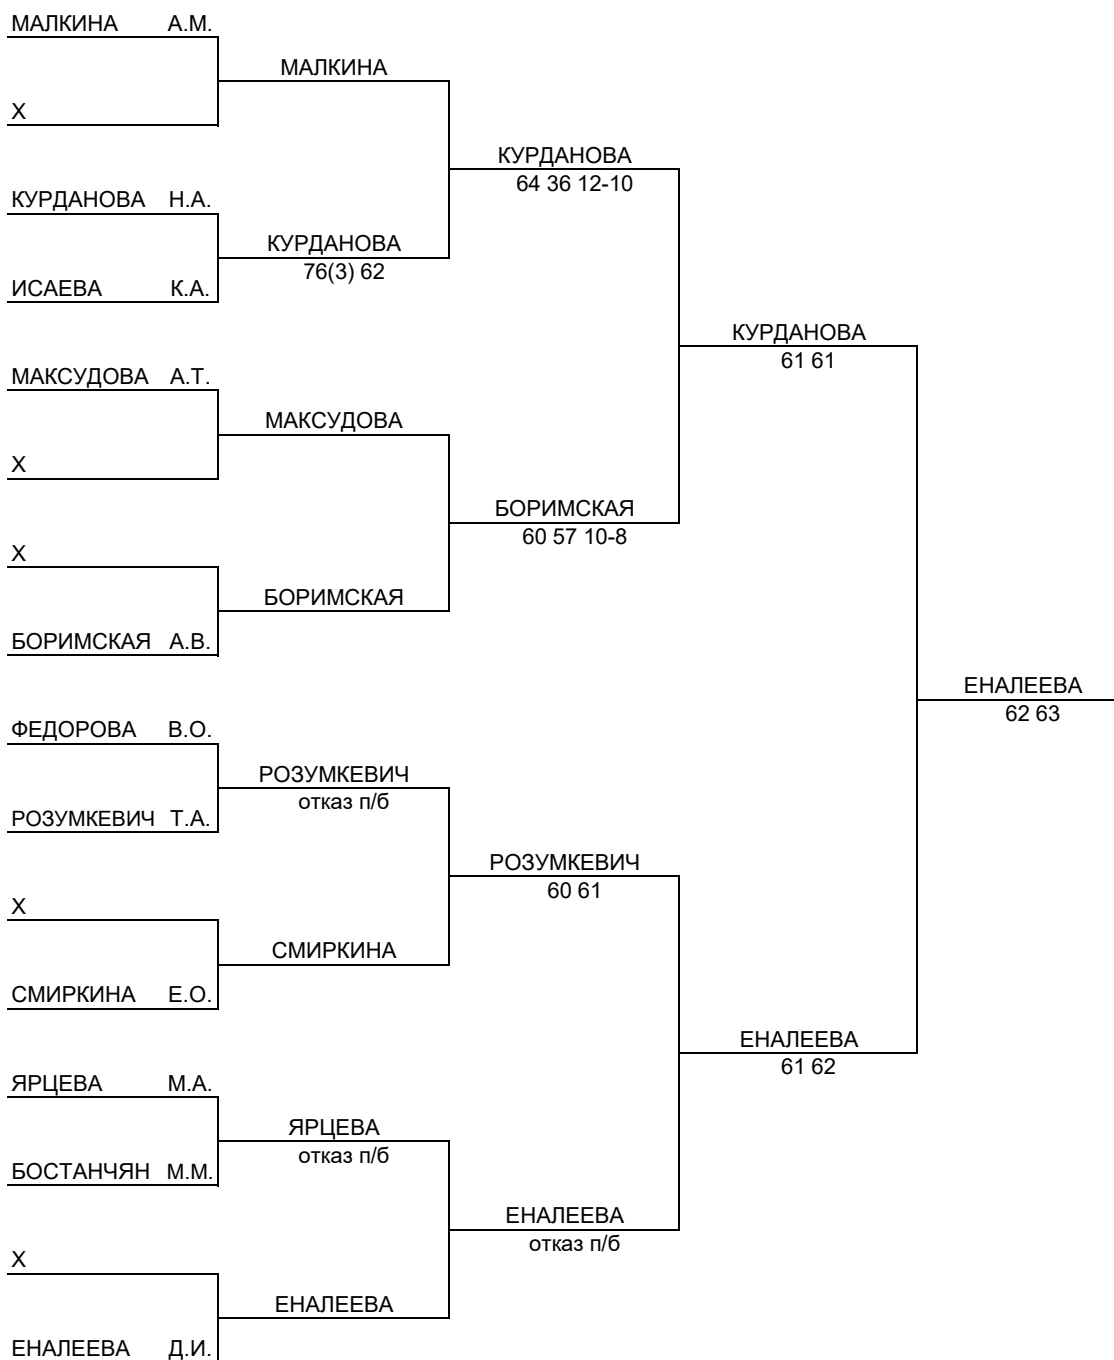 МАЛКИНА А.М.
МАЛКИНА
Х
КУРДАНОВА
64 36 12-10
КУРДАНОВА Н.А.
КУРДАНОВА
76(3) 62
ИСАЕВА К.А.
КУРДАНОВА
61 61
МАКСУДОВА А.Т.
МАКСУДОВА
Х
БОРИМСКАЯ
60 57 10-8
Х
БОРИМСКАЯ
БОРИМСКАЯ А.В.
ЕНАЛЕЕВА
62 63
ФЕДОРОВА В.О.
РОЗУМКЕВИЧ
отказ п/б
РОЗУМКЕВИЧ Т.А.
РОЗУМКЕВИЧ
60 61
Х
СМИРКИНА
СМИРКИНА Е.О.
ЕНАЛЕЕВА
61 62
ЯРЦЕВА М.А.
ЯРЦЕВА
отказ п/б
БОСТАНЧЯН М.М.
ЕНАЛЕЕВА
отказ п/б
Х
ЕНАЛЕЕВА
ЕНАЛЕЕВА Д.И.